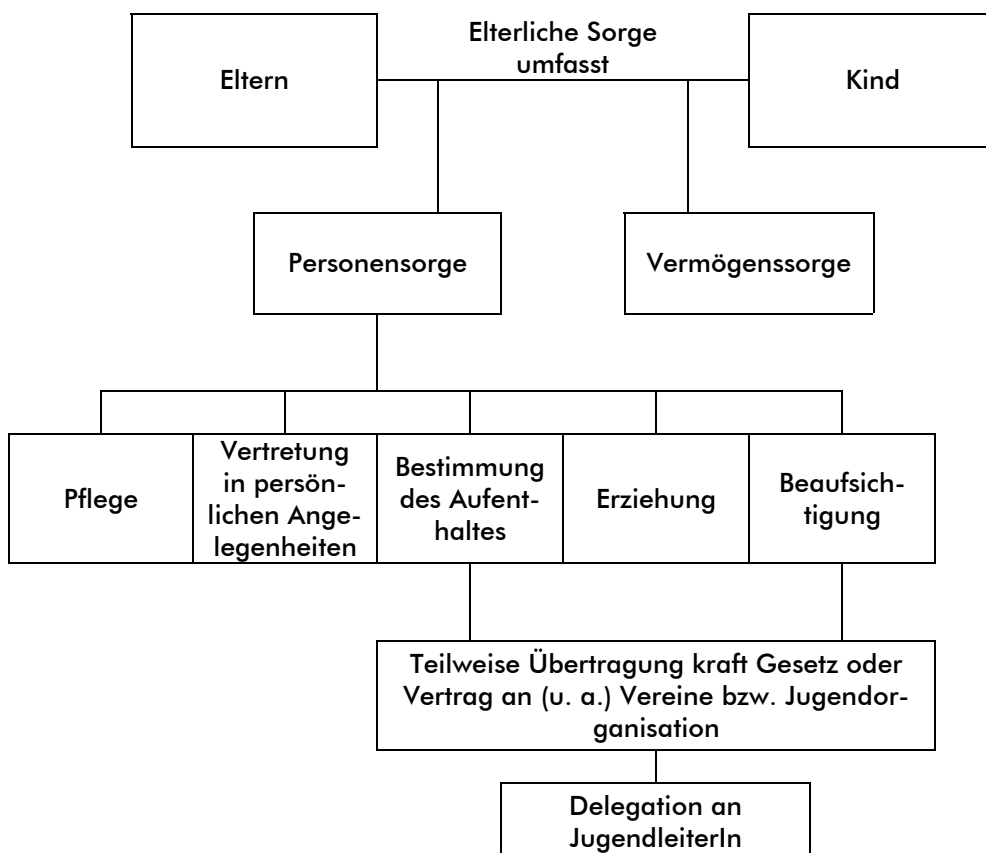 Elterliche Sorge
umfasst
Eltern
Kind
Personensorge
Vermögenssorge
Pflege
Vertretung
in persön-
lichen Ange-
legenheiten
Bestimmung
des Aufent-
haltes
Erziehung
Beaufsich-
tigung
Teilweise Übertragung kraft Gesetz oder
Vertrag an (u. a.) Vereine bzw. Jugendor-
ganisation
Delegation an
JugendleiterIn